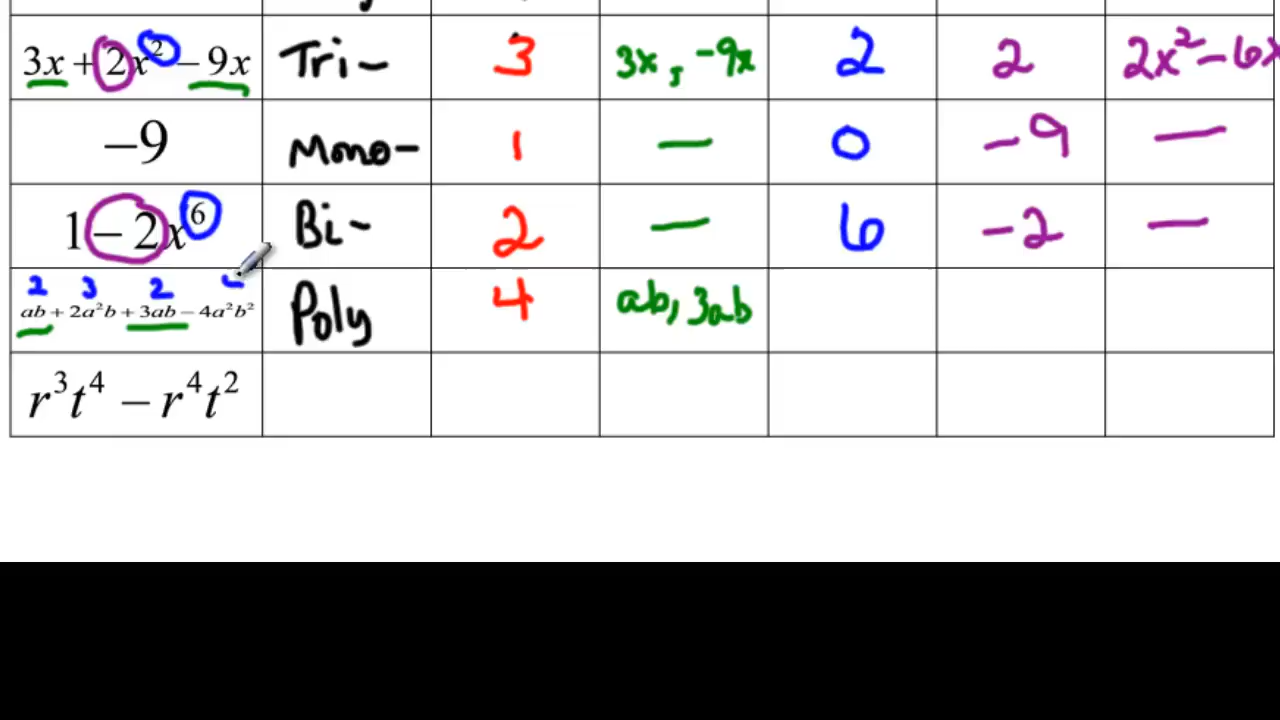 3x + 2x² − 9x Tri- 3 3x, -9x 2 2 2x² - 6x
−9 Mono- 1 — 0 -9 —
1 − 2x⁶ Bi- 2 — 6 -2 —
2 3 2
ab + 2a²b + 3ab − 4a²b² Poly 4 ab, 3ab
r³t⁴ − r⁴t²